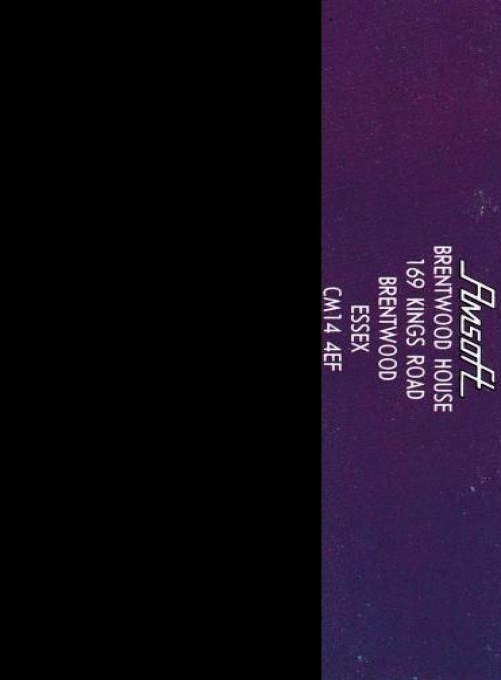 Amsoft
BRENTWOOD HOUSE
169 KINGS ROAD
BRENTWOOD
ESSEX
CM14 4EF